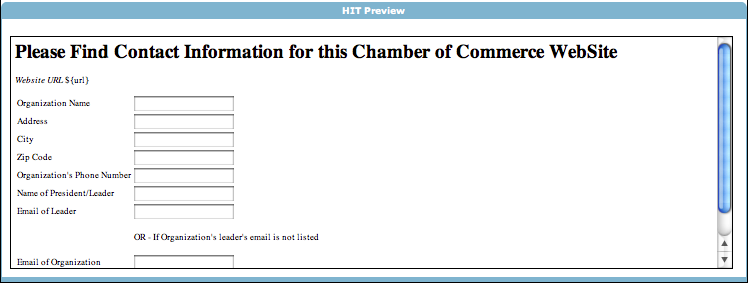 HIT Preview
Please Find Contact Information for this Chamber of Commerce WebSite
Website URL ${url}
Organization Name
Address
City
Zip Code
Organization's Phone Number
Name of President/Leader
Email of Leader
OR - If Organization's leader's email is not listed
Email of Organization